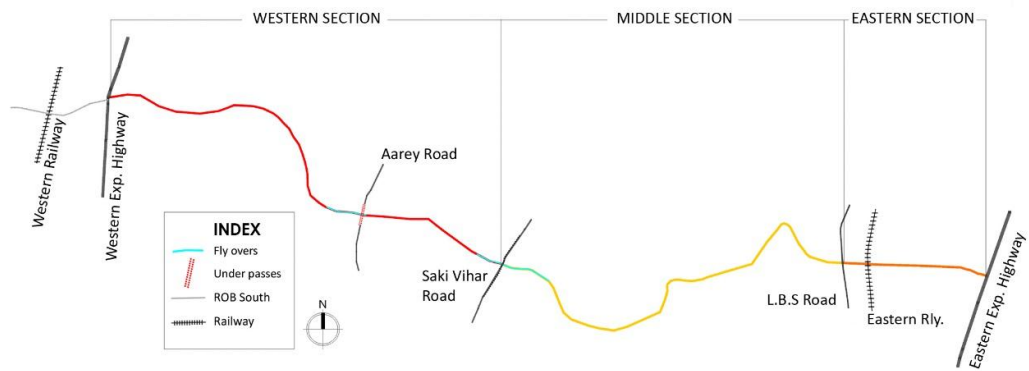 WESTERN SECTION
MIDDLE SECTION
EASTERN SECTION
Western Railway
Western Exp. Highway
Aarey Road
INDEX
Fly overs
Under passes
ROB South
Railway
N
Saki Vihar
Road
L.B.S Road
Eastern Rly.
Eastern Exp. Highway